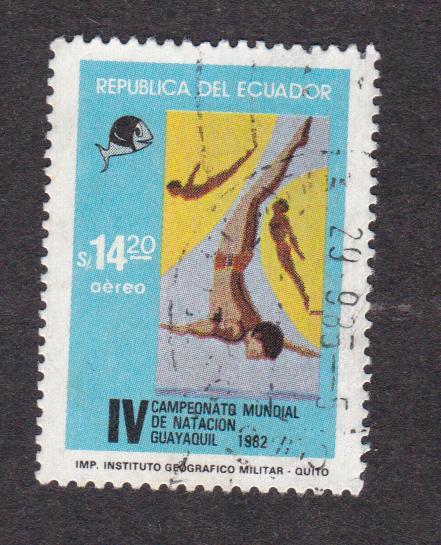 REPUBLICA DEL ECUADOR
S/. 14.20
aéreo
IV CAMPEONATO MUNDIAL
DE NATACION
GUAYAQUIL 1982
IMP. INSTITUTO GEOGRAFICO MILITAR - QUITO